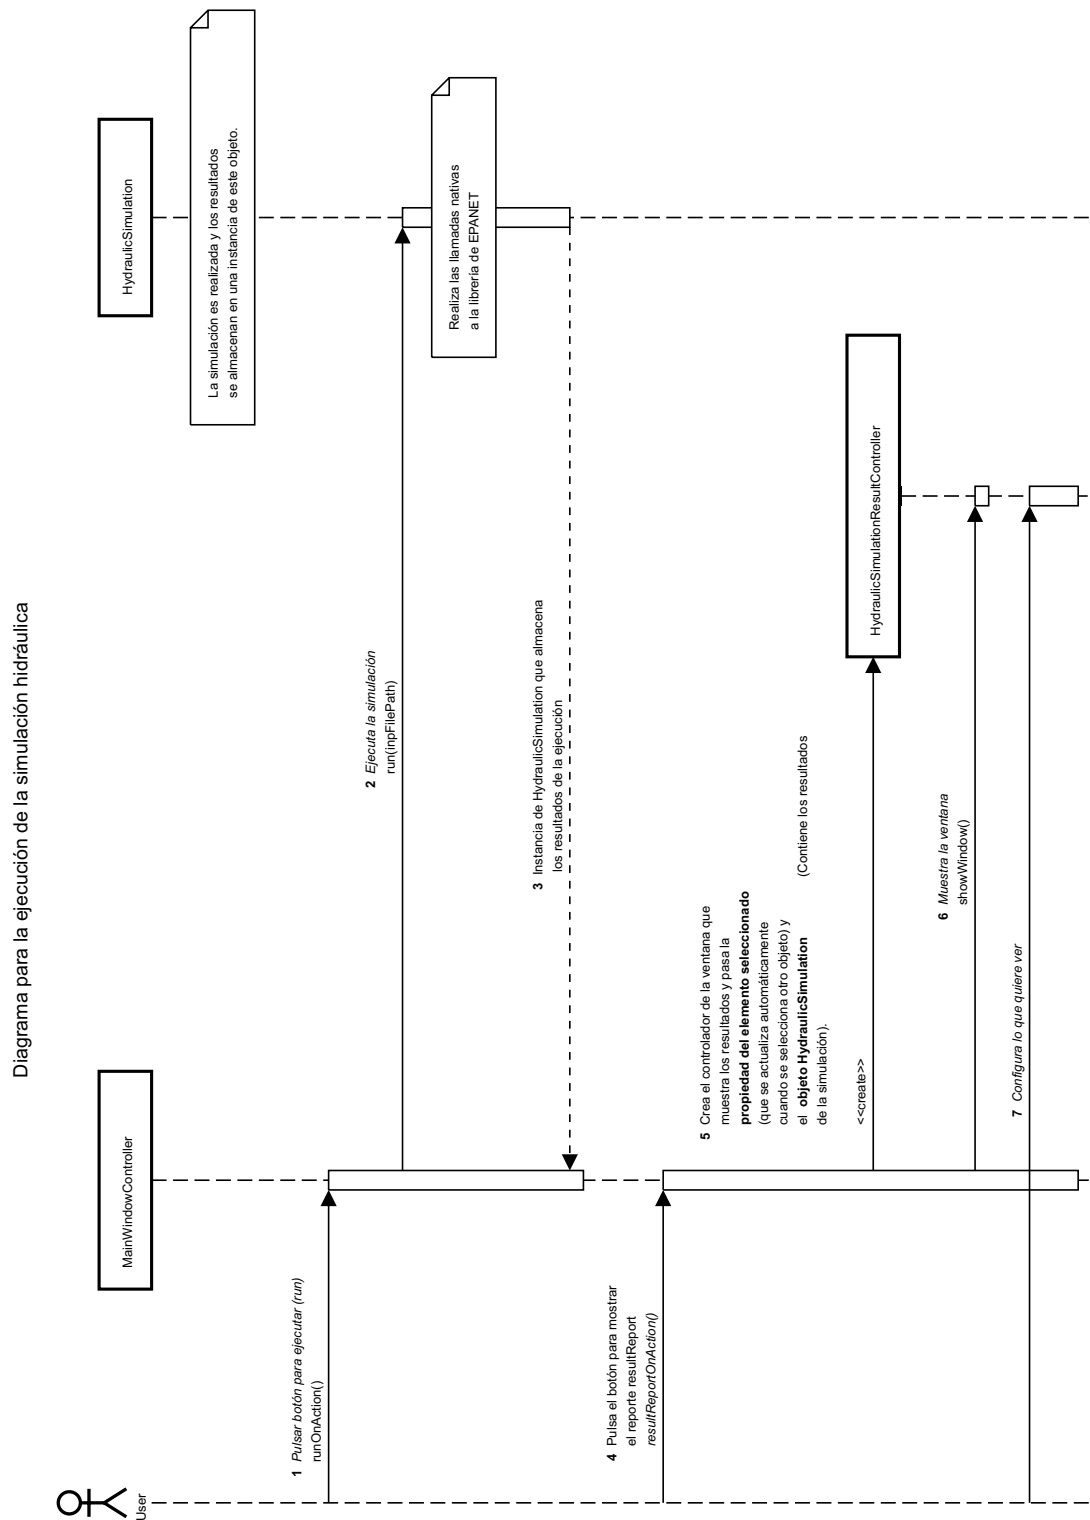 Diagrama para la ejecución de la simulación hidráulica
User
MainWindowController
HydraulicSimulation
La simulación es realizada y los resultados
se almacenan en una instancia de este objeto.
1 Pulsar botón para ejecutar (run)
runOnAction()
2 Ejecuta la simulación
run(inpFilePath)
Realiza las llamadas nativas
a la librería de EPANET
3 Instancia de HydraulicSimulation que almacena
los resultados de la ejecución
4 Pulsa el botón para mostrar
el reporte resultReport
resultReportOnAction()
5 Crea el controlador de la ventana que
muestra los resultados y pasa la
propiedad del elemento seleccionado
(que se actualiza automáticamente
cuando se selecciona otro objeto) y
el objeto HydraulicSimulation (Contiene los resultados
de la simulación).
<<create>>
HydraulicSimulationResultController
6 Muestra la ventana
showWindow()
7 Configura lo que quiere ver